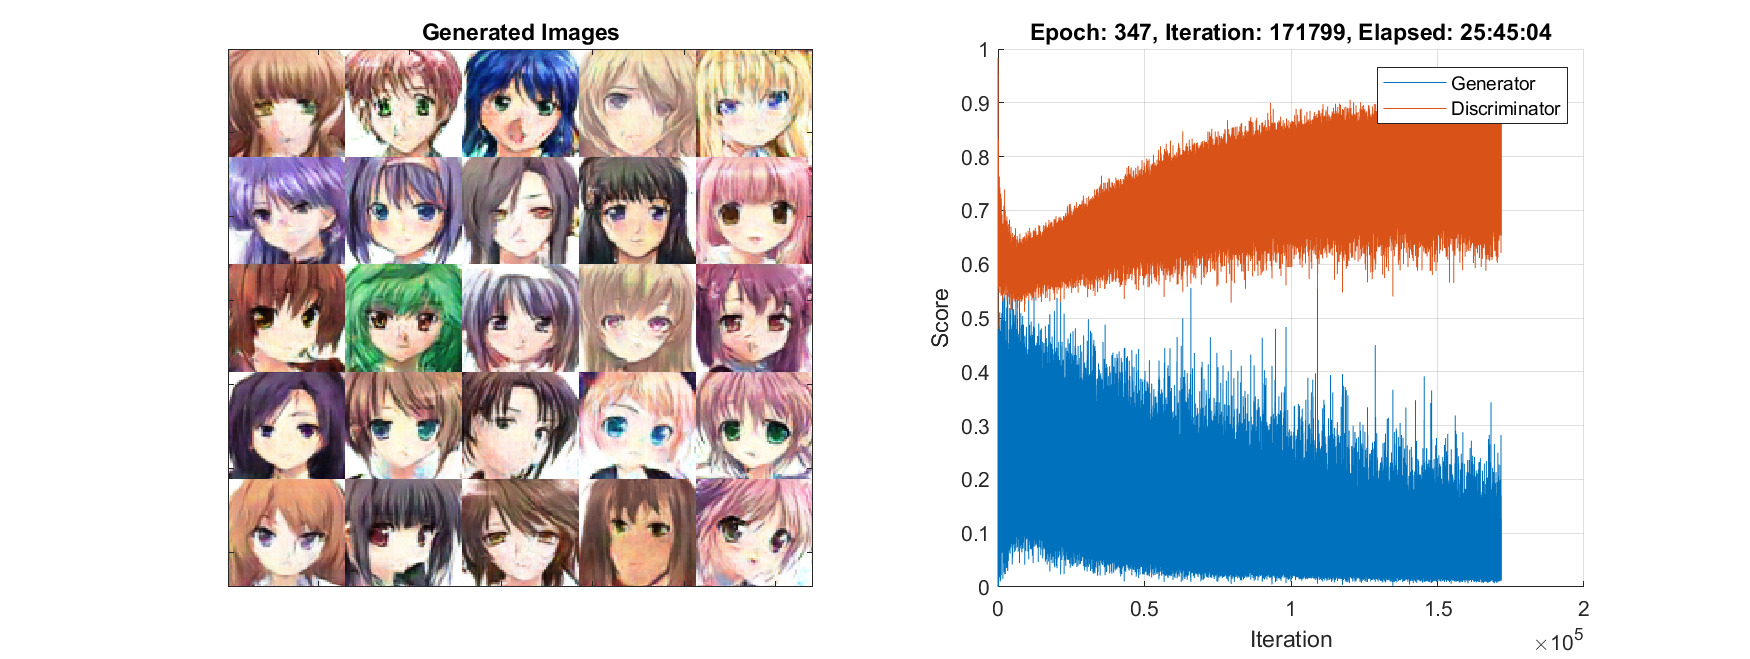 Generated Images
Epoch: 347, Iteration: 171799, Elapsed: 25:45:04
Generator
Discriminator
1
0.9
0.8
0.7
0.6
0.5
0.4
0.3
0.2
0.1
0
Score
0
0.5
1
1.5
2
Iteration
×10⁵